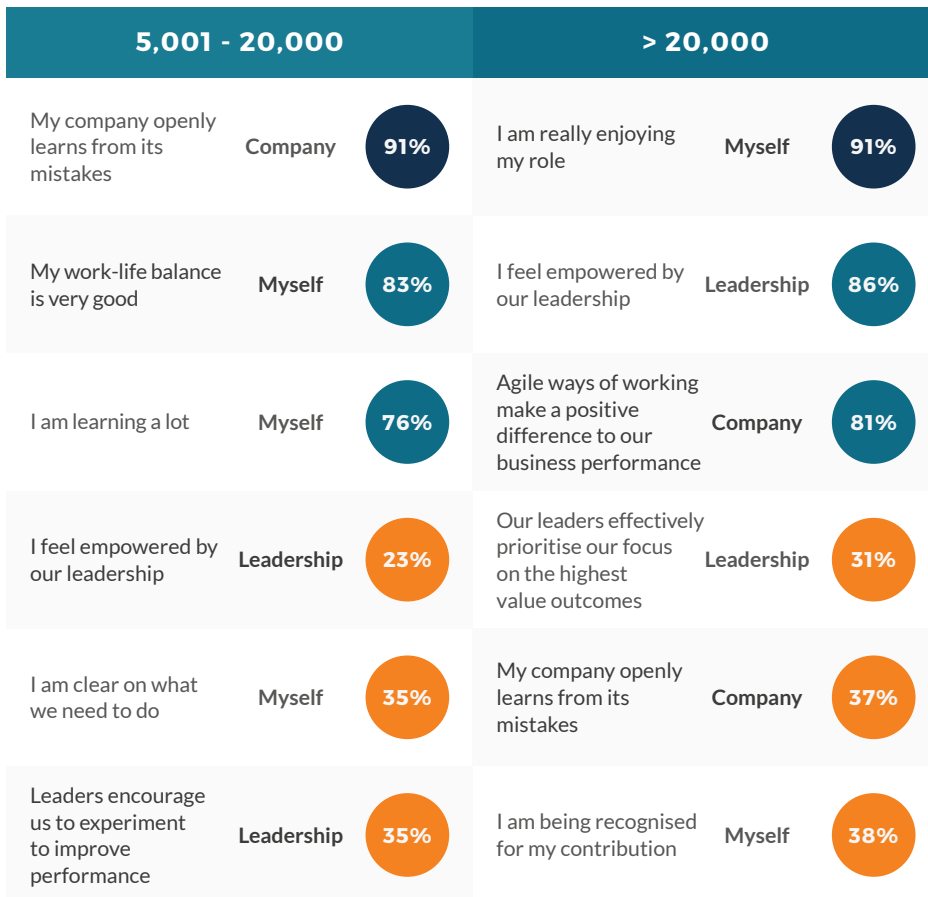 5,001 - 20,000
> 20,000
My company openly
learns from its
mistakes
Company
91%
I am really enjoying
my role
Myself
91%
My work-life balance
is very good
Myself
83%
I feel empowered by
our leadership
Leadership
86%
I am learning a lot
Myself
76%
Agile ways of working
make a positive
difference to our
business performance
Company
81%
I feel empowered by
our leadership
Leadership
23%
Our leaders effectively
prioritise our focus
on the highest
value outcomes
Leadership
31%
I am clear on what
we need to do
Myself
35%
My company openly
learns from its
mistakes
Company
37%
Leaders encourage
us to experiment
to improve
performance
Leadership
35%
I am being recognised
for my contribution
Myself
38%